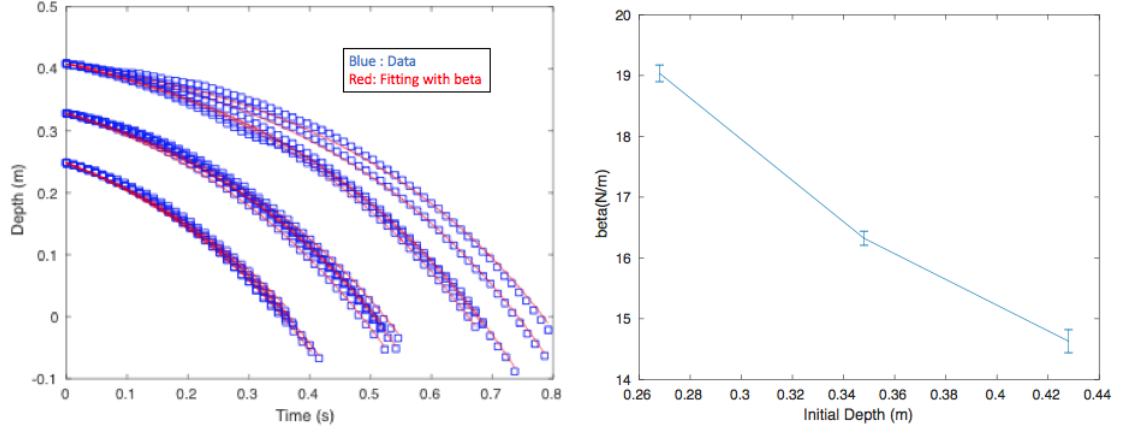 0.5
0.4
0.3
0.2
0.1
0
-0.1
Depth (m)
Blue : Data
Red: Fitting with beta
0 0.1 0.2 0.3 0.4 0.5 0.6 0.7 0.8
Time (s)
20
19
18
17
16
15
14
beta(N/m)
0.26 0.28 0.3 0.32 0.34 0.36 0.38 0.4 0.42 0.44
Initial Depth (m)